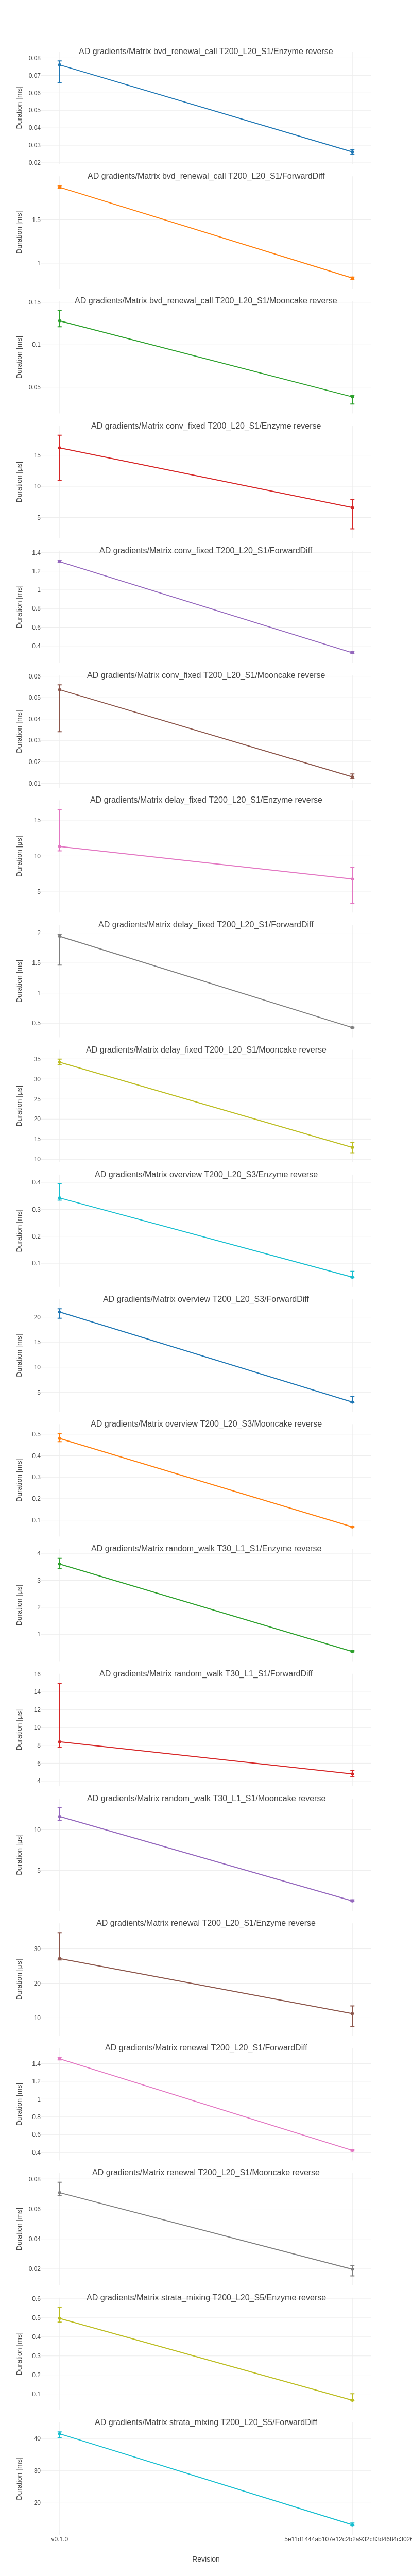 AD gradients/Matrix bvd_renewal_call T200_L20_S1/Enzyme reverse
Duration [ms]
0.08
0.07
0.06
0.05
0.04
0.03
0.02
AD gradients/Matrix bvd_renewal_call T200_L20_S1/ForwardDiff
Duration [ms]
1.5
1
AD gradients/Matrix bvd_renewal_call T200_L20_S1/Mooncake reverse
Duration [ms]
0.15
0.1
0.05
AD gradients/Matrix conv_fixed T200_L20_S1/Enzyme reverse
Duration [μs]
15
10
5
AD gradients/Matrix conv_fixed T200_L20_S1/ForwardDiff
Duration [ms]
1.4
1.2
1
0.8
0.6
0.4
AD gradients/Matrix conv_fixed T200_L20_S1/Mooncake reverse
Duration [ms]
0.06
0.05
0.04
0.03
0.02
0.01
AD gradients/Matrix delay_fixed T200_L20_S1/Enzyme reverse
Duration [μs]
15
10
5
AD gradients/Matrix delay_fixed T200_L20_S1/ForwardDiff
Duration [ms]
2
1.5
1
0.5
AD gradients/Matrix delay_fixed T200_L20_S1/Mooncake reverse
Duration [μs]
35
30
25
20
15
10
AD gradients/Matrix overview T200_L20_S3/Enzyme reverse
Duration [ms]
0.4
0.3
0.2
0.1
AD gradients/Matrix overview T200_L20_S3/ForwardDiff
Duration [ms]
20
15
10
5
AD gradients/Matrix overview T200_L20_S3/Mooncake reverse
Duration [ms]
0.5
0.4
0.3
0.2
0.1
AD gradients/Matrix random_walk T30_L1_S1/Enzyme reverse
Duration [μs]
4
3
2
1
AD gradients/Matrix random_walk T30_L1_S1/ForwardDiff
Duration [μs]
16
14
12
10
8
6
4
AD gradients/Matrix random_walk T30_L1_S1/Mooncake reverse
Duration [μs]
10
5
AD gradients/Matrix renewal T200_L20_S1/Enzyme reverse
Duration [μs]
30
20
10
AD gradients/Matrix renewal T200_L20_S1/ForwardDiff
Duration [ms]
1.4
1.2
1
0.8
0.6
0.4
AD gradients/Matrix renewal T200_L20_S1/Mooncake reverse
Duration [ms]
0.08
0.06
0.04
0.02
AD gradients/Matrix strata_mixing T200_L20_S5/Enzyme reverse
Duration [ms]
0.6
0.5
0.4
0.3
0.2
0.1
AD gradients/Matrix strata_mixing T200_L20_S5/ForwardDiff
Duration [ms]
40
30
20
v0.1.0
5e11d1444ab107e12c2b2a932c83d4684c3026
Revision